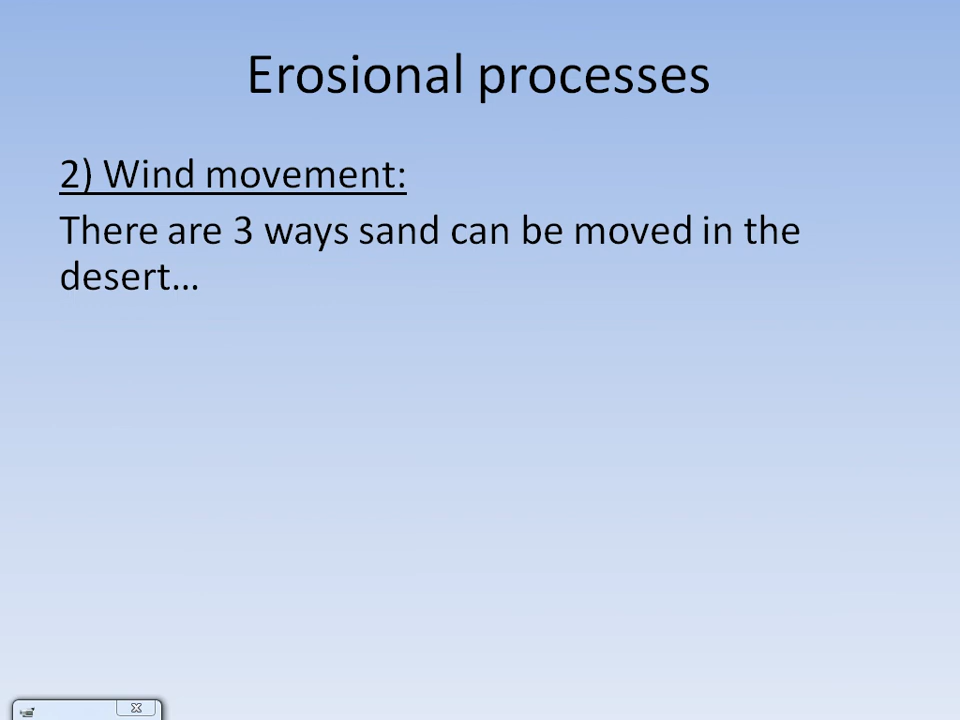 Erosional processes
2) Wind movement:
There are 3 ways sand can be moved in the
desert…